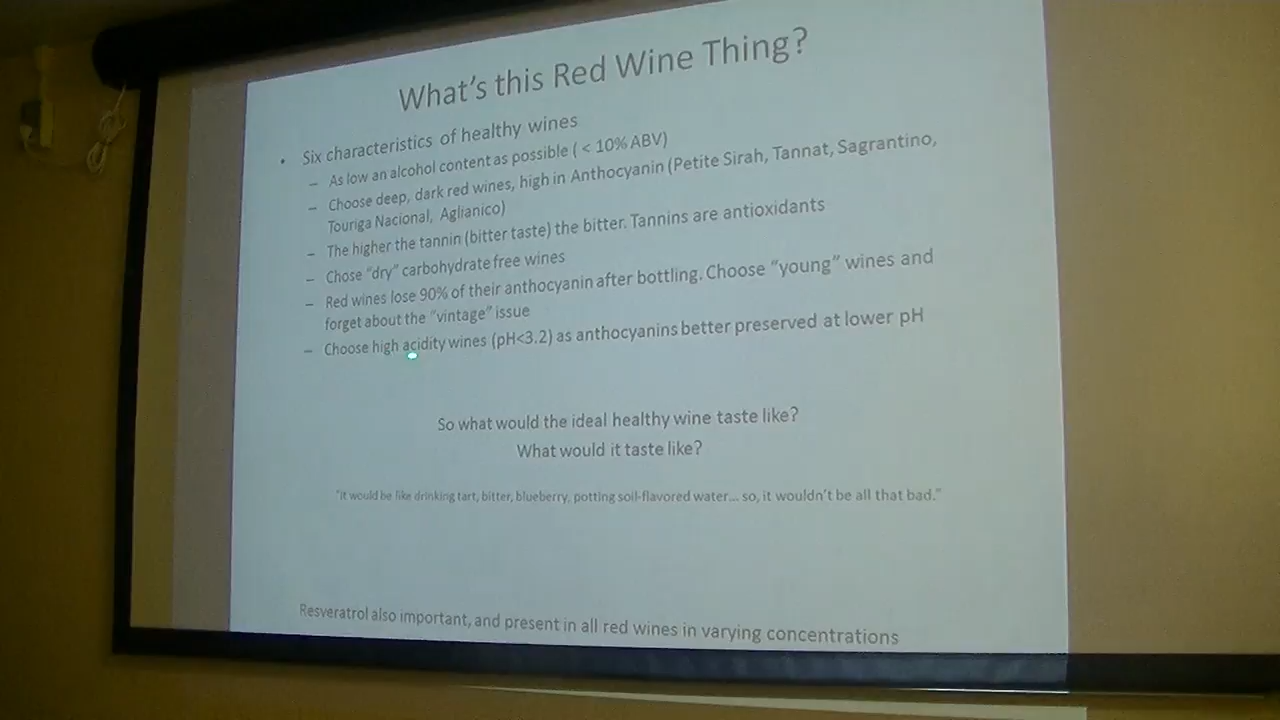 What's this Red Wine Thing?
• Six characteristics of healthy wines
– As low an alcohol content as possible ( < 10% ABV)
– Choose deep, dark red wines, high in Anthocyanin (Petite Sirah, Tannat, Sagrantino,
Touriga Nacional, Aglianico)
– The higher the tannin (bitter taste) the bitter. Tannins are antioxidants
– Chose “dry” carbohydrate free wines
– Red wines lose 90% of their anthocyanin after bottling. Choose “young” wines and
forget about the “vintage” issue
– Choose high acidity wines (pH<3.2) as anthocyanins better preserved at lower pH
So what would the ideal healthy wine taste like?
What would it taste like?
“it would be like drinking tart, bitter, blueberry, potting soil-flavored water... so, it wouldn't be all that bad.”
Resveratrol also important, and present in all red wines in varying concentrations